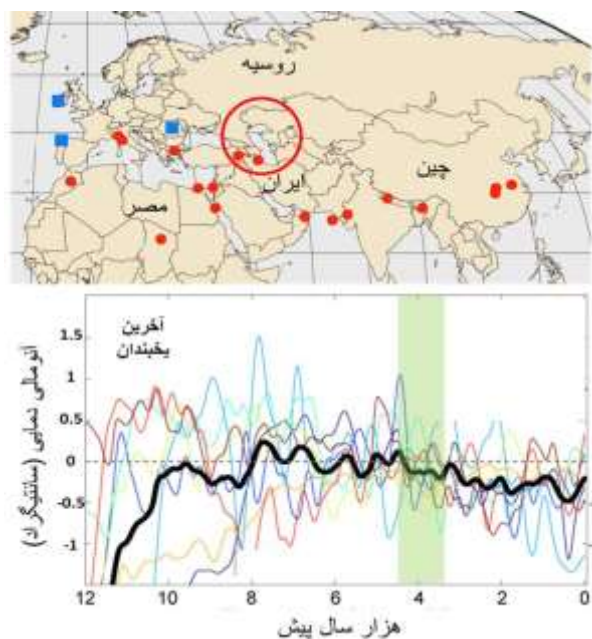 روسیه
چین
ایران
مصر
آخرین
یخبندان
آنومالی دمایی (سانتیگراد)
1.5
1
0.5
0
-0.5
-1
12
10
8
6
4
2
0
هزار سال پیش